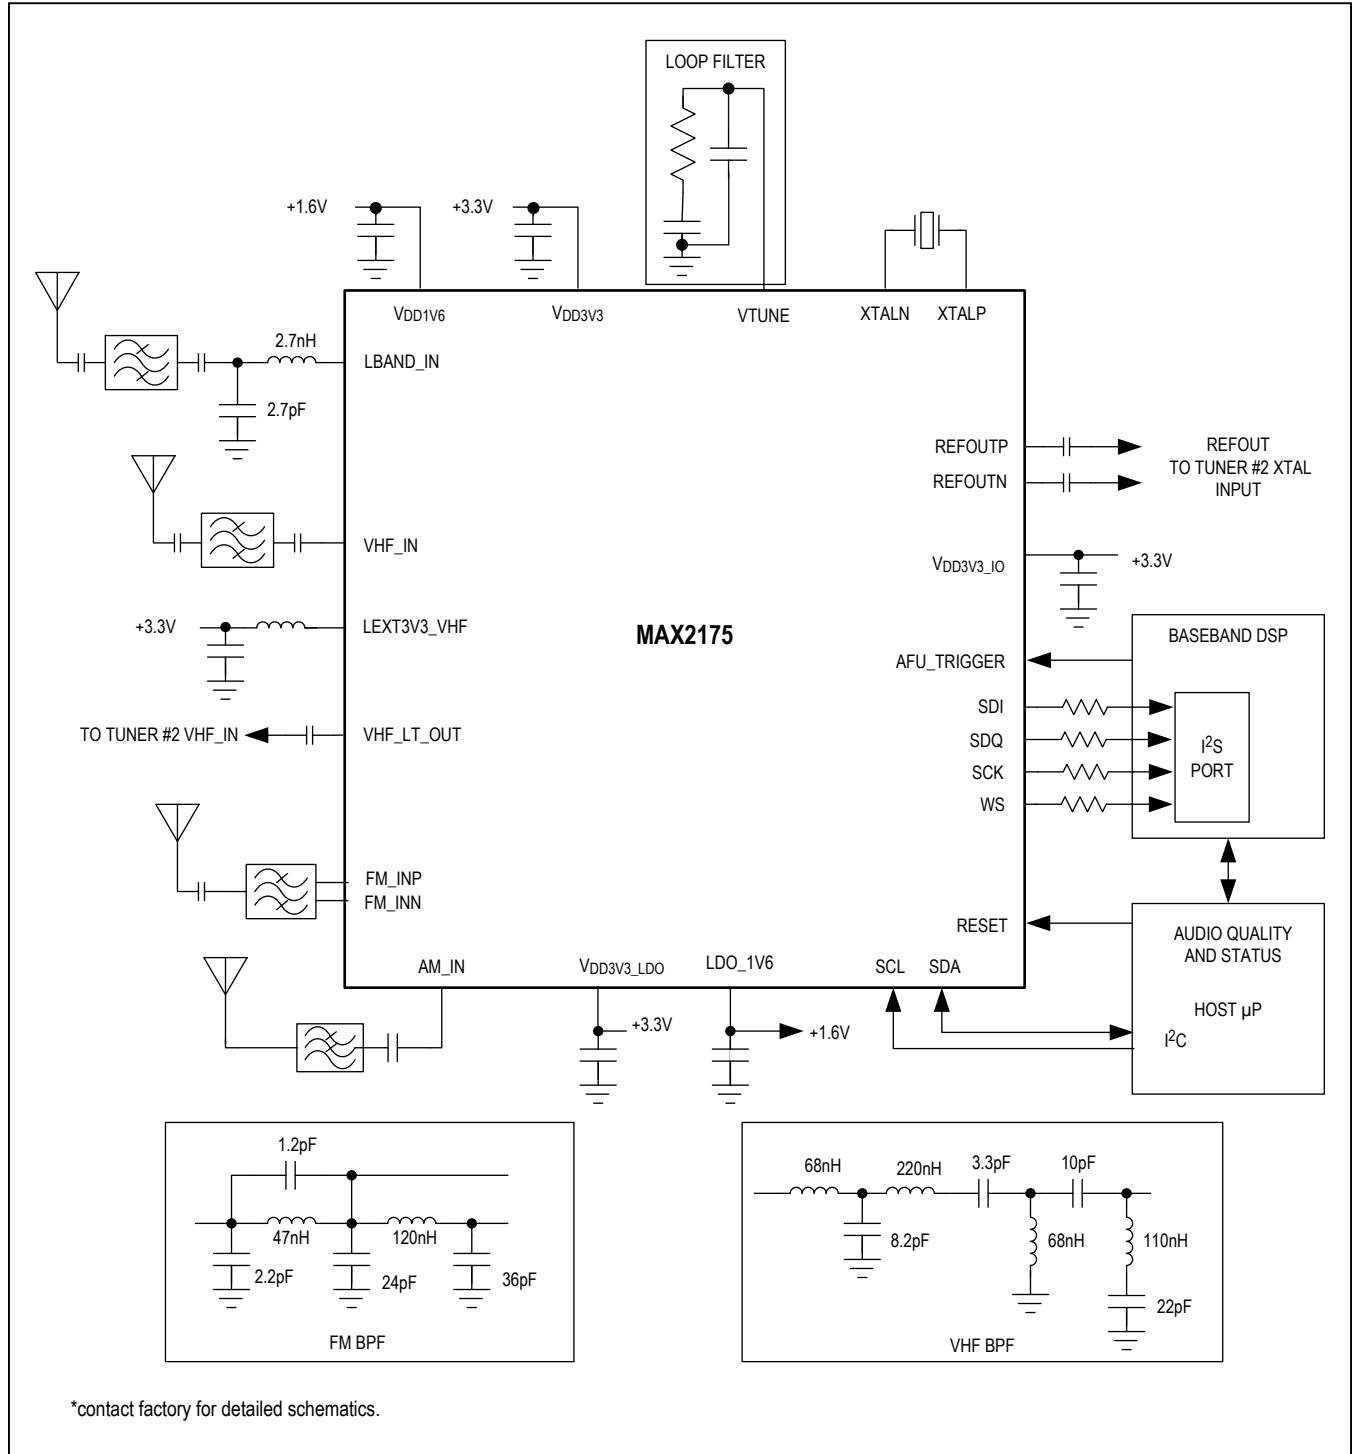 LOOP FILTER
+1.6V
+3.3V
VDD1V6
VDD3V3
VTUNE
XTALN
XTALP
2.7nH
LBAND_IN
2.7pF
REFOUTP
REFOUTN
REFOUT
TO TUNER #2 XTAL
INPUT
VHF_IN
VDD3V3_IO
+3.3V
+3.3V
LEXT3V3_VHF
MAX2175
BASEBAND DSP
AFU_TRIGGER
SDI
SDQ
SCK
WS
I2S
PORT
TO TUNER #2 VHF_IN
VHF_LT_OUT
FM_INP
FM_INN
RESET
AUDIO QUALITY
AND STATUS
HOST µP
I2C
AM_IN
VDD3V3_LDO
LDO_1V6
SCL
SDA
+3.3V
+1.6V
1.2pF
47nH
120nH
2.2pF
24pF
36pF
FM BPF
68nH
220nH
3.3pF
10pF
8.2pF
68nH
110nH
22pF
VHF BPF
*contact factory for detailed schematics.